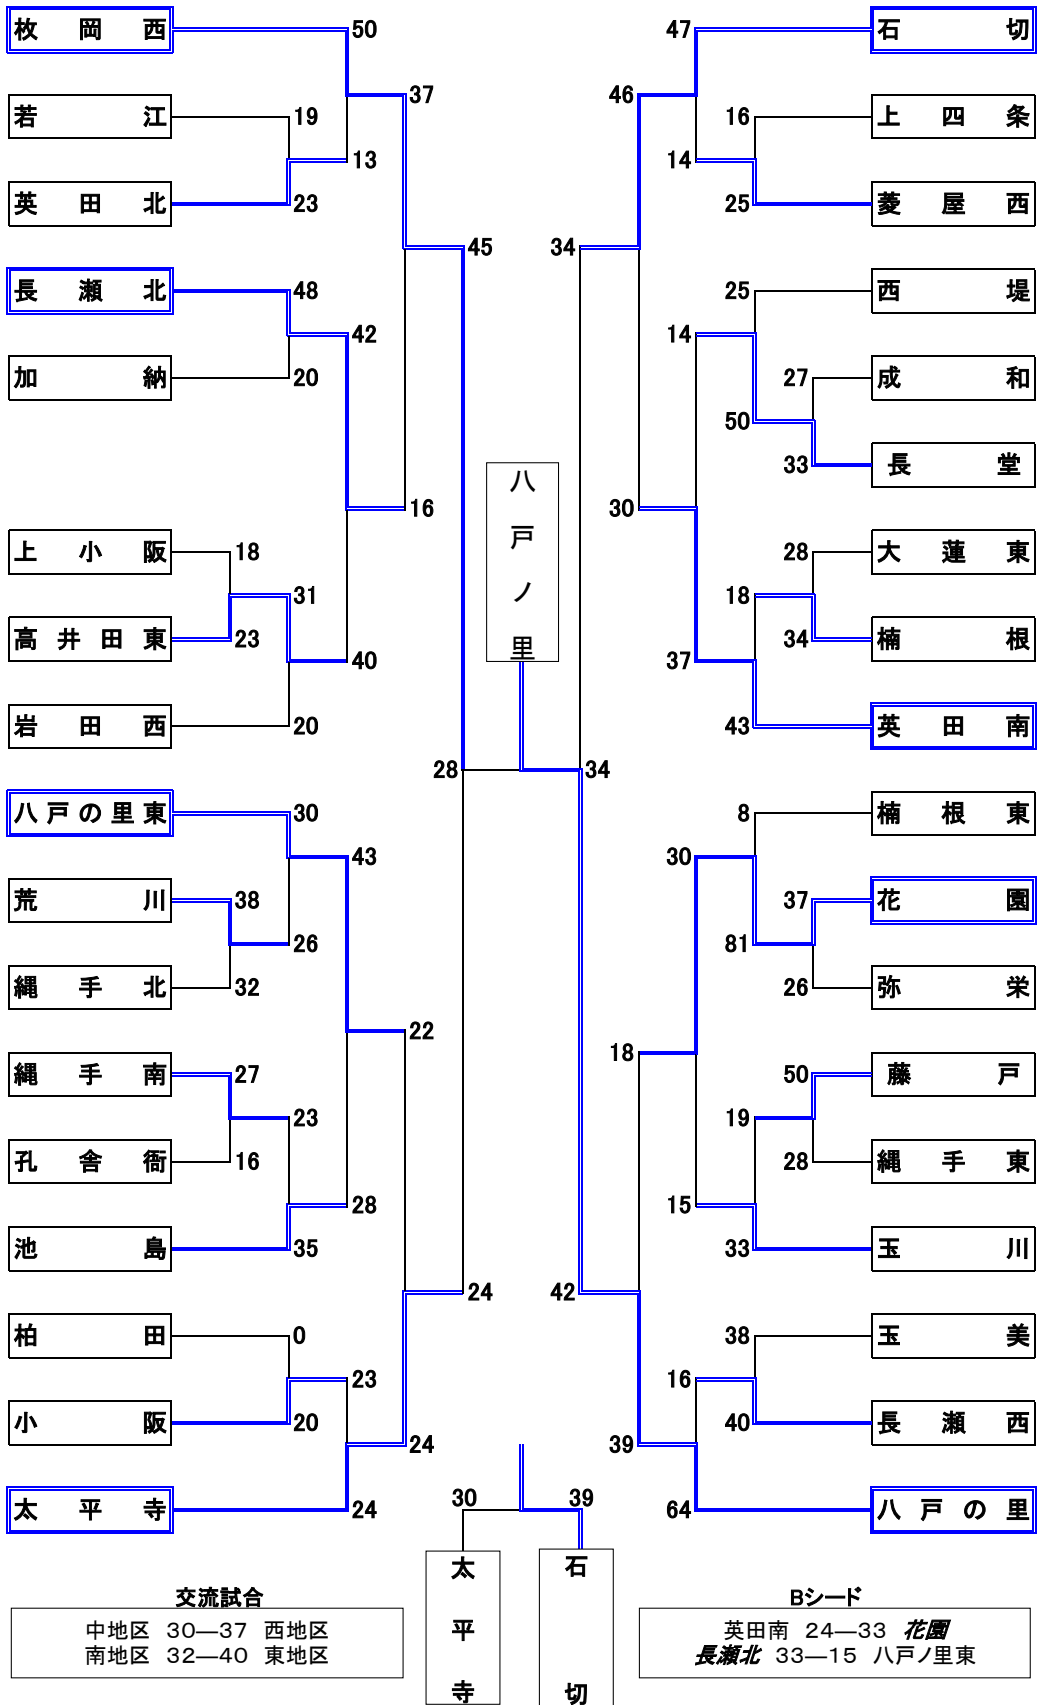 枚岡西 50 47 石切
37 46
若江 19 16 上四条
13 14
英田北 23 25 菱屋西
45 34
長瀬北 48 25 西堤
42 14
加納 20 27 成和
50
33 長堂
八戸ノ里
16 30
上小阪 18 28 大蓮東
31 18
高井田東 23 34 楠根
40 37
岩田西 20 43 英田南
28 34
八戸の里東 30 8 楠根東
43 30
荒川 38 37 花園
26 81
縄手北 32 26 弥栄
22 18
縄手南 27 50 藤戸
23 19
孔舎衙 16 28 縄手東
28 15
池島 35 33 玉川
24 42
柏田 0 38 玉美
23 16
小阪 20 40 長瀬西
24 39
太平寺 24 30 39 64 八戸の里
太平寺 石切
交流試合
中地区 30―37 西地区
南地区 32―40 東地区
Bシード
英田南 24―33 花園
長瀬北 33―15 八戸ノ里東